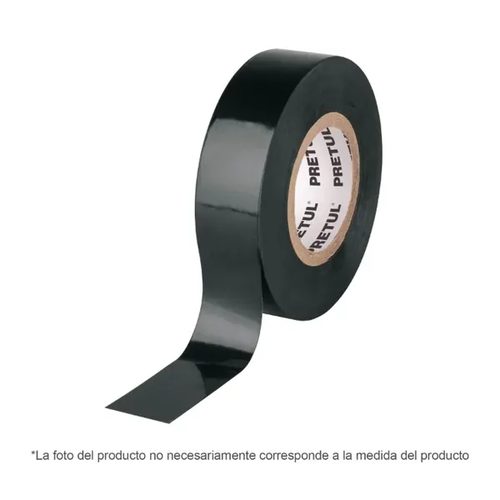 PRETUL
PRETUL®
PRETUL
*La foto del producto no necesariamente corresponde a la medida del producto